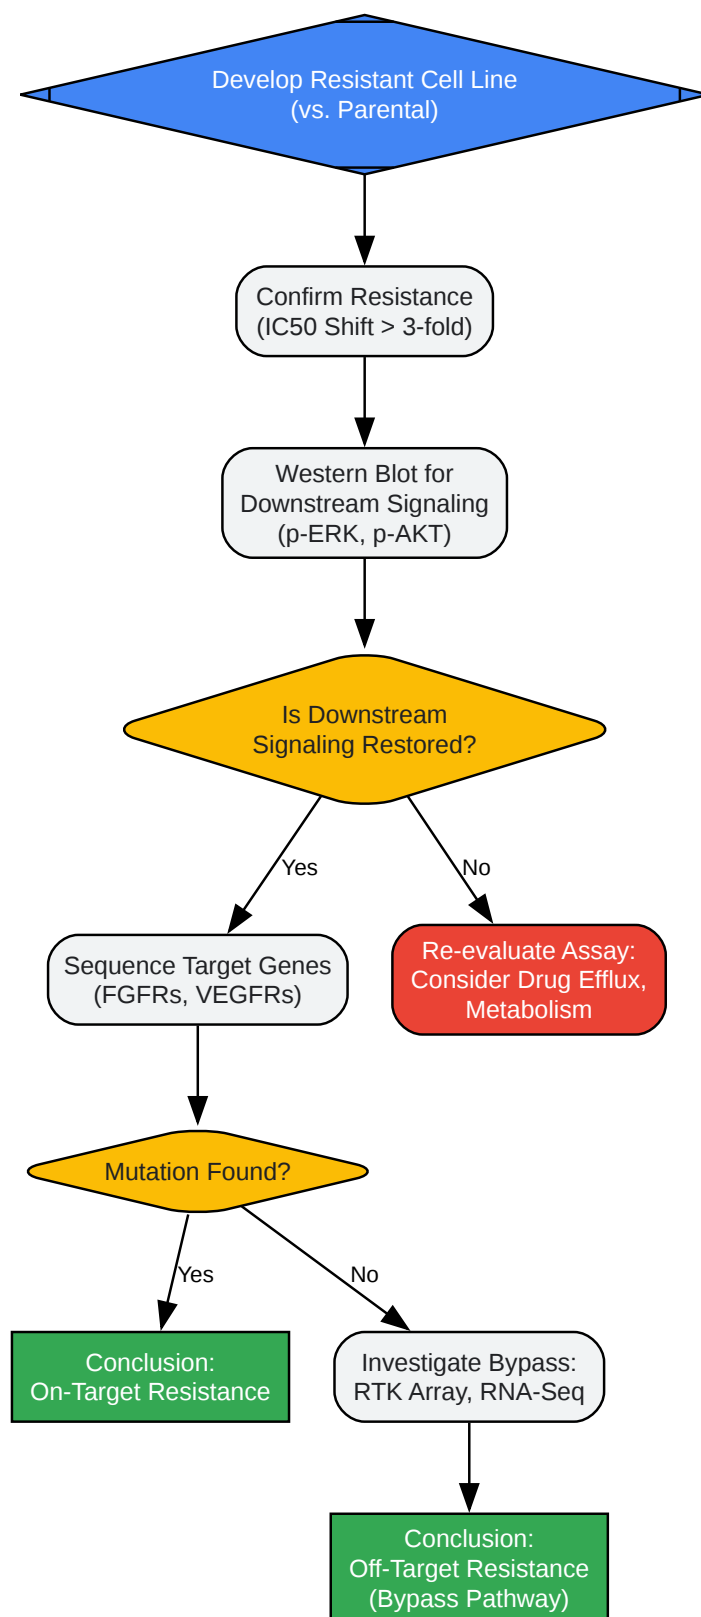 Develop Resistant Cell Line
(vs. Parental)
Confirm Resistance
(IC50 Shift > 3-fold)
Western Blot for
Downstream Signaling
(p-ERK, p-AKT)
Is Downstream
Signaling Restored?
Yes
No
Sequence Target Genes
(FGFRs, VEGFRs)
Re-evaluate Assay:
Consider Drug Efflux,
Metabolism
Mutation Found?
Yes
No
Conclusion:
On-Target Resistance
Investigate Bypass:
RTK Array, RNA-Seq
Conclusion:
Off-Target Resistance
(Bypass Pathway)